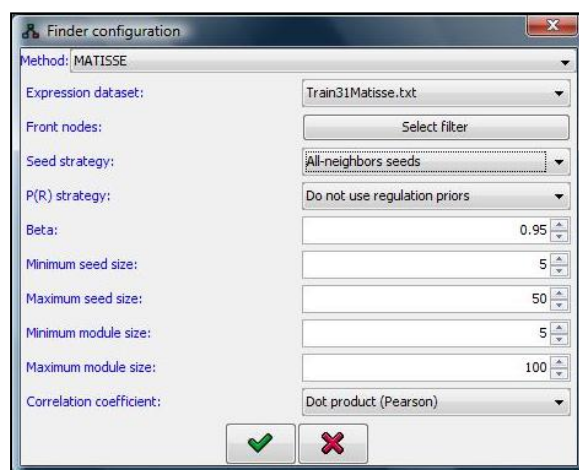 Finder configuration
Method: MATISSE
Expression dataset: Train31Matisse.txt
Front nodes: Select filter
Seed strategy: All-neighbors seeds
P(R) strategy: Do not use regulation priors
Beta: 0.95
Minimum seed size: 5
Maximum seed size: 50
Minimum module size: 5
Maximum module size: 100
Correlation coefficient: Dot product (Pearson)